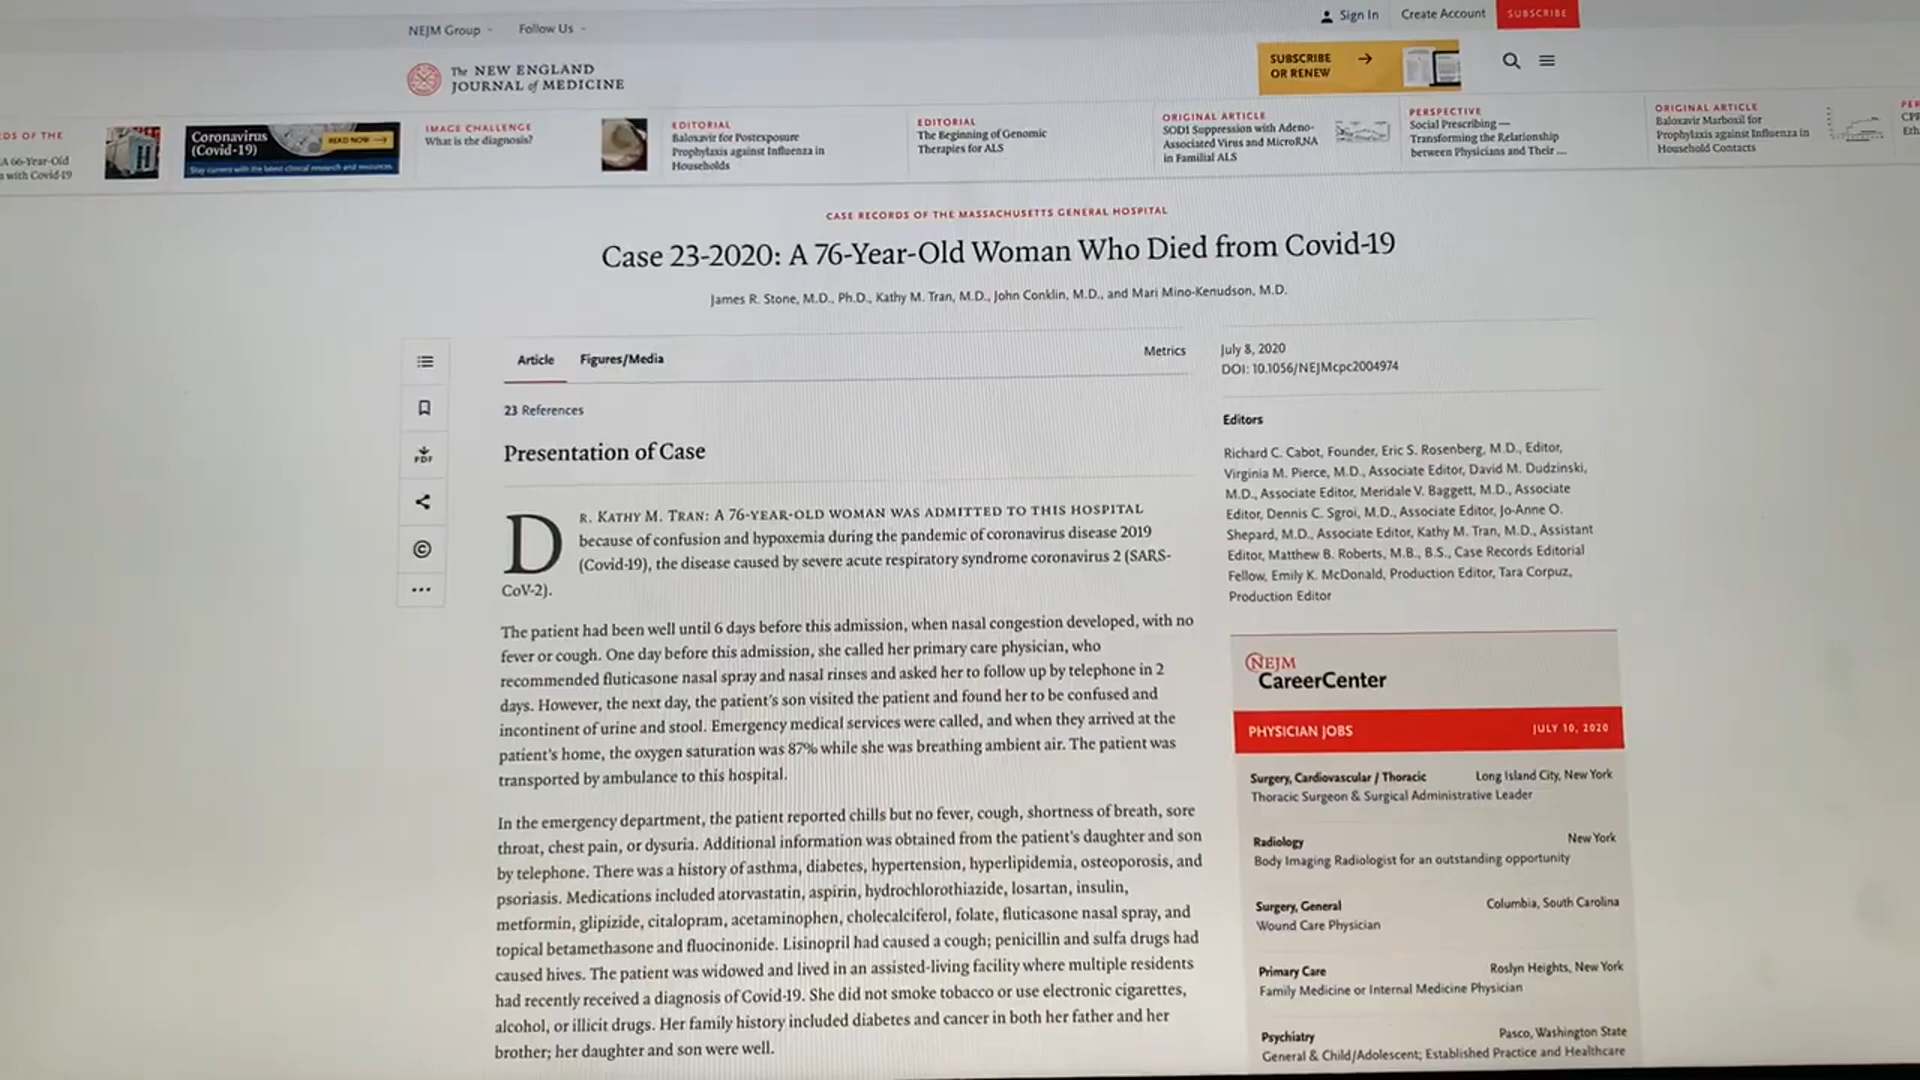 NEJM Group
Follow Us
Sign In
Create Account
SUBSCRIBE
The NEW ENGLAND
JOURNAL of MEDICINE
SUBSCRIBE
OR RENEW
DS OF THE
A 66-Year-Old
with Covid-19
Coronavirus
(Covid-19)
READ NOW
Stay current with the latest clinical research and resources.
IMAGE CHALLENGE
What is the diagnosis?
EDITORIAL
Baloxavir for Postexposure
Prophylaxis against Influenza in
Households
EDITORIAL
The Beginning of Genomic
Therapies for ALS
ORIGINAL ARTICLE
SOD1 Suppression with Adeno-
Associated Virus and MicroRNA
in Familial ALS
PERSPECTIVE
Social Prescribing —
Transforming the Relationship
between Physicians and Their ...
ORIGINAL ARTICLE
Baloxavir Marboxil for
Prophylaxis against Influenza in
Household Contacts
PER
CPR
Eth
CASE RECORDS OF THE MASSACHUSETTS GENERAL HOSPITAL
Case 23-2020: A 76-Year-Old Woman Who Died from Covid-19
James R. Stone, M.D., Ph.D., Kathy M. Tran, M.D., John Conklin, M.D., and Mari Mino-Kenudson, M.D.
Article
Figures/Media
Metrics
23 References
Presentation of Case
DR. KATHY M. TRAN: A 76-YEAR-OLD WOMAN WAS ADMITTED TO THIS HOSPITAL
because of confusion and hypoxemia during the pandemic of coronavirus disease 2019
(Covid-19), the disease caused by severe acute respiratory syndrome coronavirus 2 (SARS-
CoV-2).
The patient had been well until 6 days before this admission, when nasal congestion developed, with no
fever or cough. One day before this admission, she called her primary care physician, who
recommended fluticasone nasal spray and nasal rinses and asked her to follow up by telephone in 2
days. However, the next day, the patient's son visited the patient and found her to be confused and
incontinent of urine and stool. Emergency medical services were called, and when they arrived at the
patient's home, the oxygen saturation was 87% while she was breathing ambient air. The patient was
transported by ambulance to this hospital.
In the emergency department, the patient reported chills but no fever, cough, shortness of breath, sore
throat, chest pain, or dysuria. Additional information was obtained from the patient's daughter and son
by telephone. There was a history of asthma, diabetes, hypertension, hyperlipidemia, osteoporosis, and
psoriasis. Medications included atorvastatin, aspirin, hydrochlorothiazide, losartan, insulin,
metformin, glipizide, citalopram, acetaminophen, cholecalciferol, folate, fluticasone nasal spray, and
topical betamethasone and fluocinonide. Lisinopril had caused a cough; penicillin and sulfa drugs had
caused hives. The patient was widowed and lived in an assisted-living facility where multiple residents
had recently received a diagnosis of Covid-19. She did not smoke tobacco or use electronic cigarettes,
alcohol, or illicit drugs. Her family history included diabetes and cancer in both her father and her
brother; her daughter and son were well.
PDF
July 8, 2020
DOI: 10.1056/NEJMcpc2004974
Editors
Richard C. Cabot, Founder, Eric S. Rosenberg, M.D., Editor,
Virginia M. Pierce, M.D., Associate Editor, David M. Dudzinski,
M.D., Associate Editor, Meridale V. Baggett, M.D., Associate
Editor, Dennis C. Sgroi, M.D., Associate Editor, Jo-Anne O.
Shepard, M.D., Associate Editor, Kathy M. Tran, M.D., Assistant
Editor, Matthew B. Roberts, M.B., B.S., Case Records Editorial
Fellow, Emily K. McDonald, Production Editor, Tara Corpuz,
Production Editor
NEJM
CareerCenter
PHYSICIAN JOBS
JULY 10, 2020
Surgery, Cardiovascular / Thoracic
Long Island City, New York
Thoracic Surgeon & Surgical Administrative Leader
Radiology
New York
Body Imaging Radiologist for an outstanding opportunity
Surgery, General
Columbia, South Carolina
Wound Care Physician
Primary Care
Roslyn Heights, New York
Family Medicine or Internal Medicine Physician
Psychiatry
Pasco, Washington State
General & Child/Adolescent; Established Practice and Healthcare